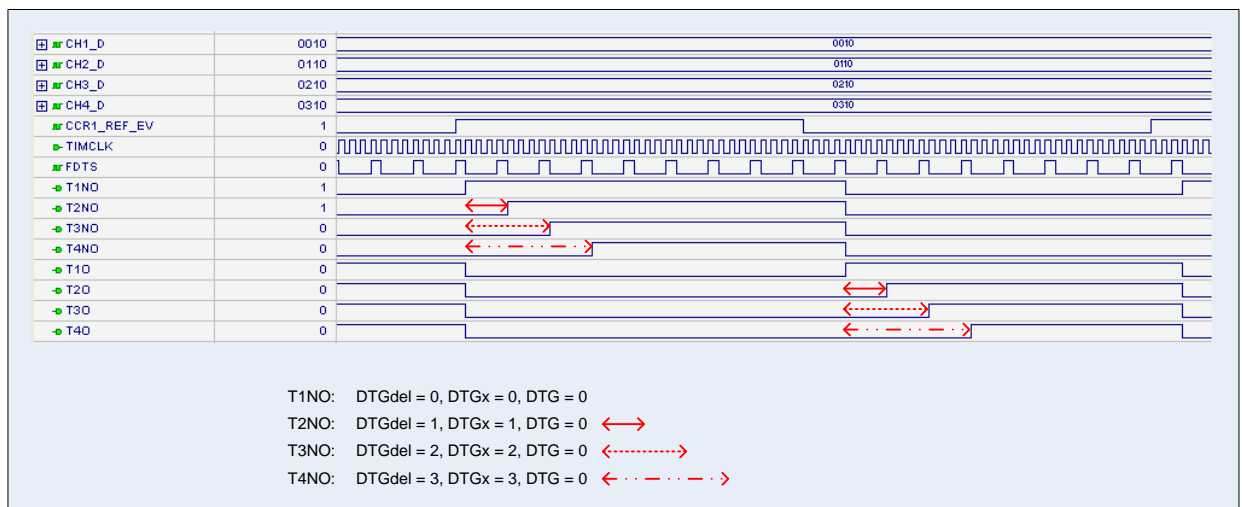 CH1_D 0010 0010
CH2_D 0110 0110
CH3_D 0210 0210
CH4_D 0310 0310
CCR1_REF_EV 1
TIMCLK 0
FDTS 0
T1NO 1
T2NO 1
T3NO 0
T4NO 0
T1O 0
T2O 0
T3O 0
T4O 0
T1NO: DTGdel = 0, DTGx = 0, DTG = 0
T2NO: DTGdel = 1, DTGx = 1, DTG = 0
T3NO: DTGdel = 2, DTGx = 2, DTG = 0
T4NO: DTGdel = 3, DTGx = 3, DTG = 0